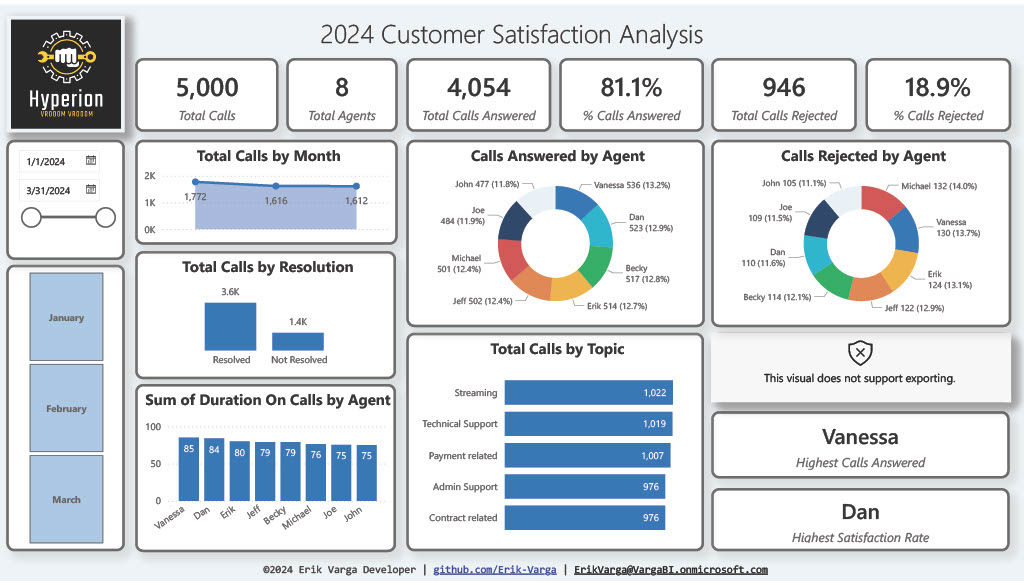 2024 Customer Satisfaction Analysis
Hyperion
VROOOM VROOOM
5,000
Total Calls
8
Total Agents
4,054
Total Calls Answered
81.1%
% Calls Answered
946
Total Calls Rejected
18.9%
% Calls Rejected
1/1/2024
3/31/2024
January
February
March
Total Calls by Month
2K
1K
0K
1,772
1,616
1,612
Total Calls by Resolution
3.6K
1.4K
Resolved
Not Resolved
Sum of Duration On Calls by Agent
100
50
0
85
84
80
79
79
76
75
75
Vanessa
Dan
Erik
Jeff
Becky
Michael
Joe
John
Calls Answered by Agent
John 477 (11.8%)
Vanessa 536 (13.2%)
Joe
484 (11.9%)
Dan
523 (12.9%)
Michael
501 (12.4%)
Becky
517 (12.8%)
Jeff 502 (12.4%)
Erik 514 (12.7%)
Total Calls by Topic
Streaming
1,022
Technical Support
1,019
Payment related
1,007
Admin Support
976
Contract related
976
Calls Rejected by Agent
John 105 (11.1%)
Michael 132 (14.0%)
Joe
109 (11.5%)
Vanessa
130 (13.7%)
Dan
110 (11.6%)
Erik
124 (13.1%)
Becky 114 (12.1%)
Jeff 122 (12.9%)
This visual does not support exporting.
Vanessa
Highest Calls Answered
Dan
Highest Satisfaction Rate
©2024 Erik Varga Developer | github.com/Erik-Varga | ErikVarga@VargaBI.onmicrosoft.com